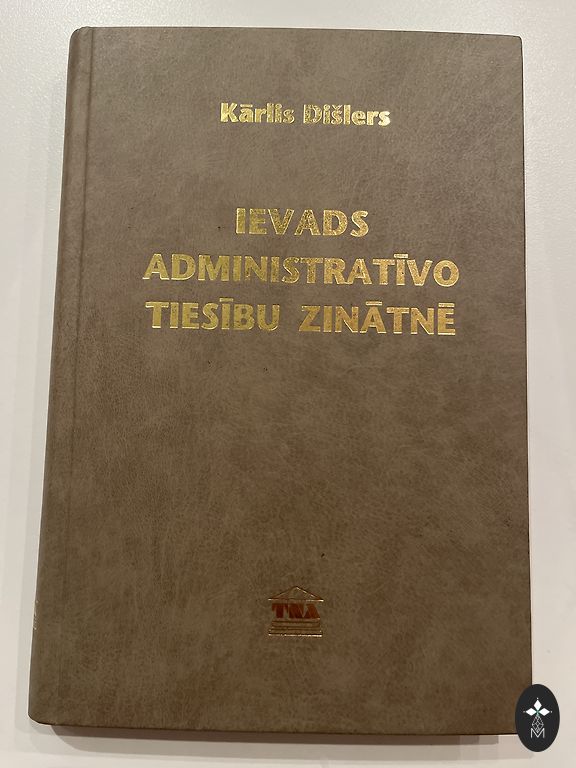 Kārlis Dišlers
IEVADS
ADMINISTRATĪVO
TIESĪBU ZINĀTNĒ
TNA
M